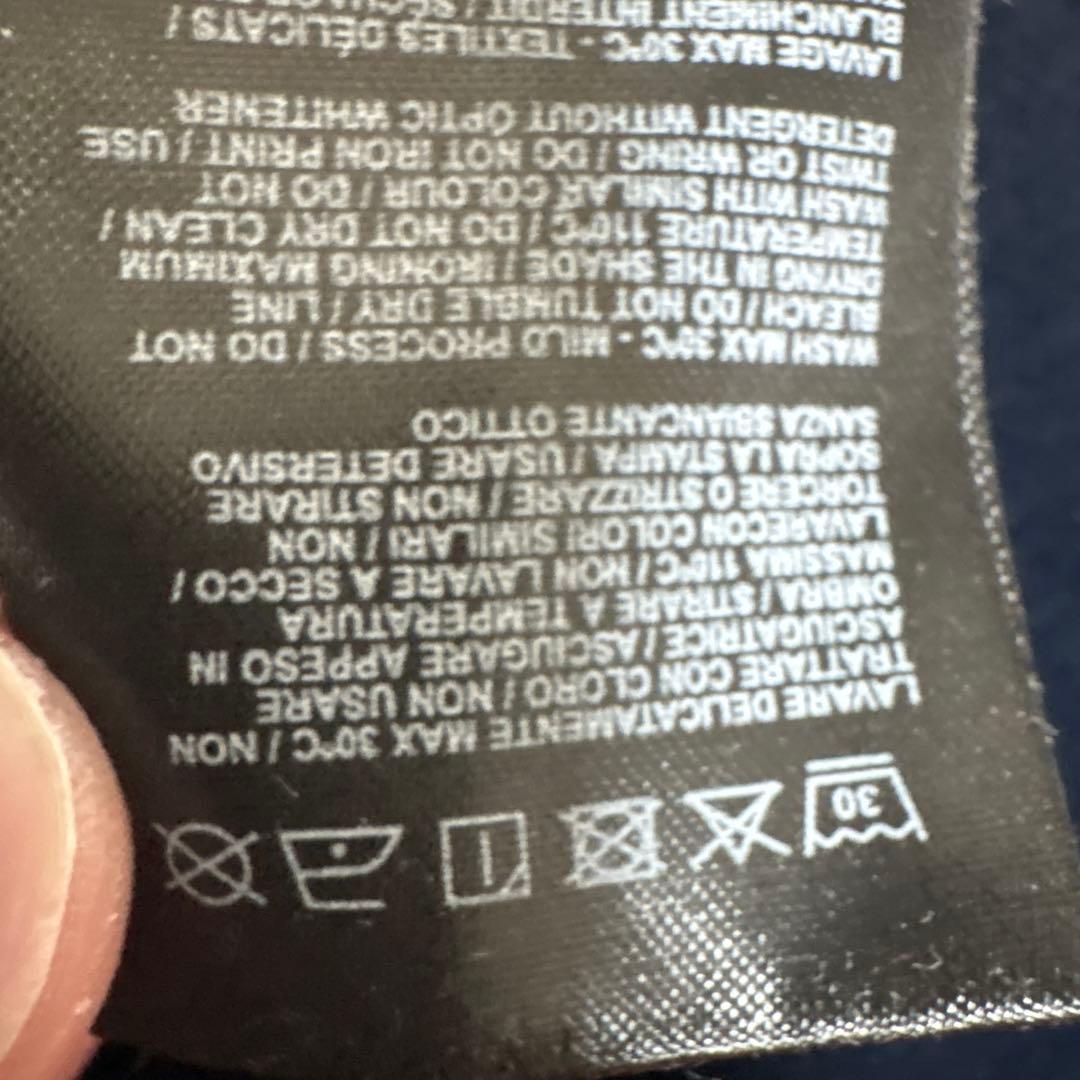 30
LAVARE DELICATAMENTE MAX 30°C / NON
TRATTARE CON CLORO / NON USARE
ASCIUGATRICE / ASCIUGARE APPESO IN
OMBRA / STIRARE A TEMPERATURA
MASSIMA 110°C / NON LAVARE A SECCO /
LAVARECON COLORI SIMILARI / NON
TORCERE O STRIZZARE / NON STIRARE
SOPRA LA STAMPA / USARE DETERSIVO
SANZA SBIANCANTE OTTICO
WASH MAX 30°C - MILD PROCESS / DO NOT
BLEACH / DO NOT TUMBLE DRY / LINE
DRYING IN THE SHADE / IRONING MAXIMUM
TEMPERATURE 110°C / DO NOT DRY CLEAN /
WASH WITH SIMILAR COLOUR / DO NOT
TWIST OR WRING / DO NOT IRON PRINT / USE
DETERGENT WITHOUT OPTIC WHITENER
LAVAGE MAX 30°C - TEXTILES DÉLICATS /
BLANCHIMENT INTERDIT / SÉCHAGE